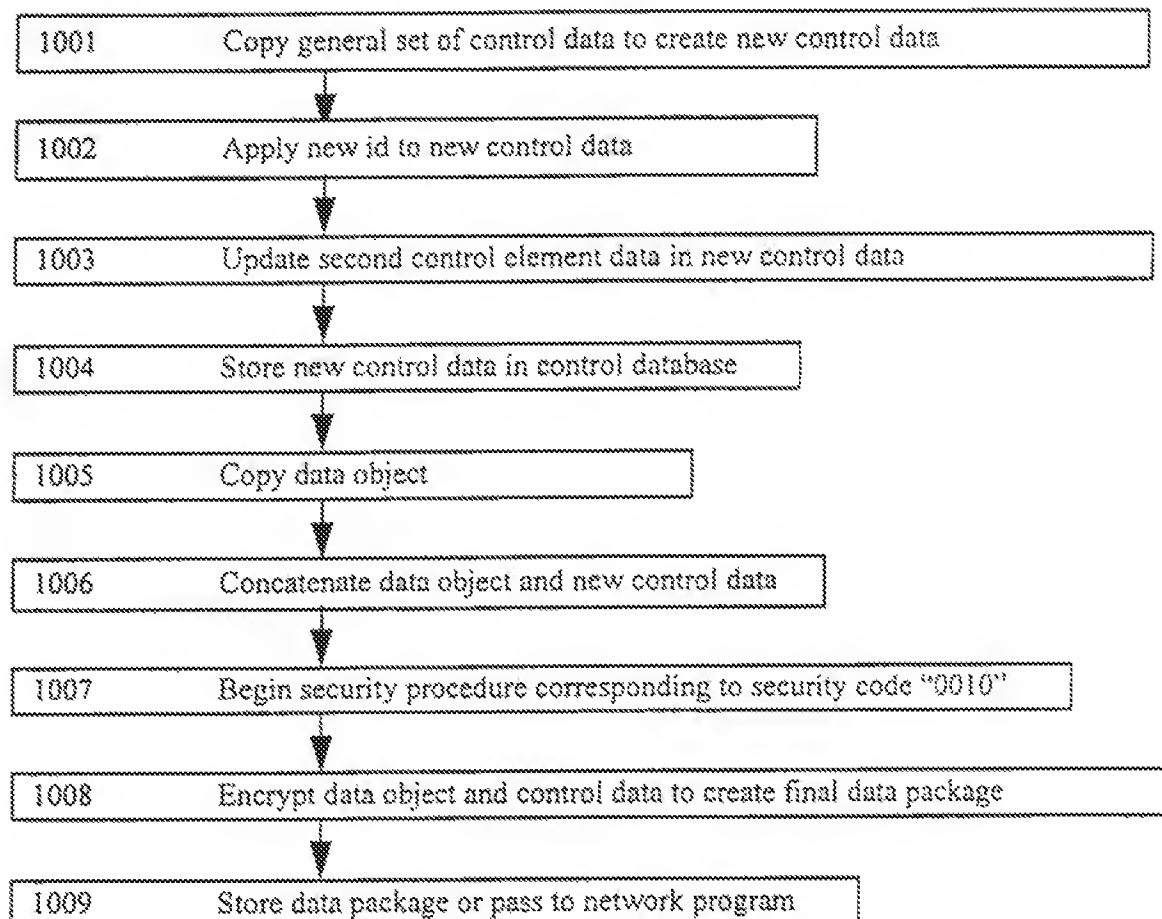 1001 Copy general set of control data to create new control data
1002 Apply new id to new control data
1003 Update second control element data in new control data
1004 Store new control data in control database
1005 Copy data object
1006 Concatenate data object and new control data
1007 Begin security procedure corresponding to security code “0010”
1008 Encrypt data object and control data to create final data package
1009 Store data package or pass to network program